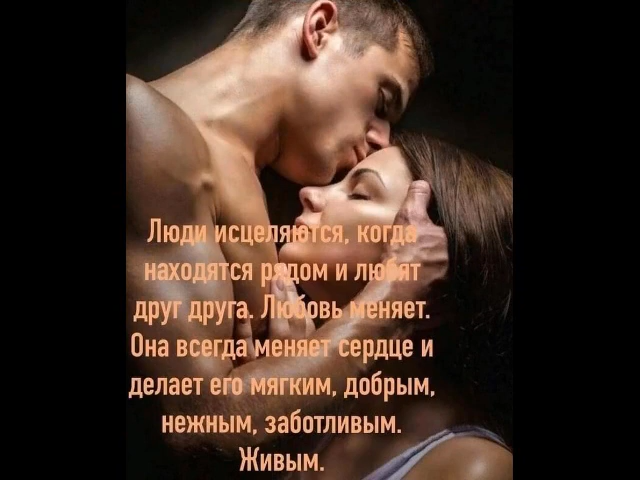 Люди исцеляются, когда
находятся рядом и любят
друг друга. Любовь меняет.
Она всегда меняет сердце и
делает его мягким, добрым,
нежным, заботливым.
Живым.